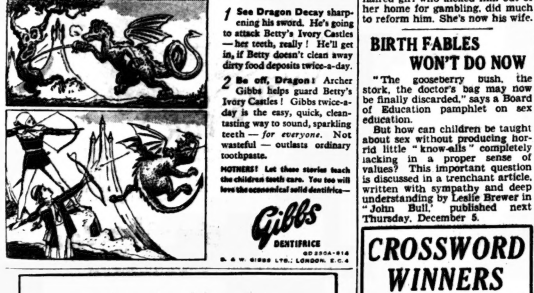 1 See Dragon Decay sharp-
ening his sword. He's going
to attack Betty's Ivory Castles
— her teeth, really! He'll get
in, if Betty doesn't clean away
dirty food deposits twice-a-day.
2 Be off, Dragon! Archer
Gibbs helps guard Betty's
Ivory Castles! Gibbs twice-a-
day is the easy, quick, clean-
tasting way to sound, sparkling
teeth — for everyone. Not
wasteful — outlasts ordinary
toothpaste.
MOTHERS! Let these stories teach
the children tooth care. You too will
love the economical solid dentifrice—
Gibbs
DENTIFRICE
D. & W. GIBBS LTD., LONDON, E.C.4
her home for gambling, did much
to reform him. She's now his wife.
BIRTH FABLES
WON'T DO NOW
"The gooseberry bush, the
stork, the doctor's bag may now
be finally discarded," says a Board
of Education pamphlet on sex
education.
But how can children be taught
about sex without producing hor-
rid little "know-alls" completely
lacking in a proper sense of
values? This important question
is discussed in a trenchant article,
written with sympathy and deep
understanding by Leslie Brewer in
"John Bull," published next
Thursday, December 5.
CROSSWORD
WINNERS